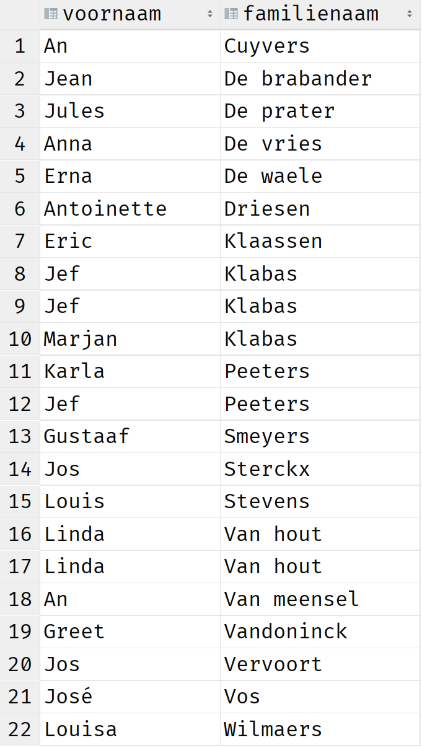 voornaam familienaam
1 An Cuyvers
2 Jean De brabander
3 Jules De prater
4 Anna De vries
5 Erna De waele
6 Antoinette Driesen
7 Eric Klaassen
8 Jef Klabas
9 Jef Klabas
10 Marjan Klabas
11 Karla Peeters
12 Jef Peeters
13 Gustaaf Smeyers
14 Jos Sterckx
15 Louis Stevens
16 Linda Van hout
17 Linda Van hout
18 An Van meensel
19 Greet Vandoninck
20 Jos Vervoort
21 José Vos
22 Louisa Wilmaers